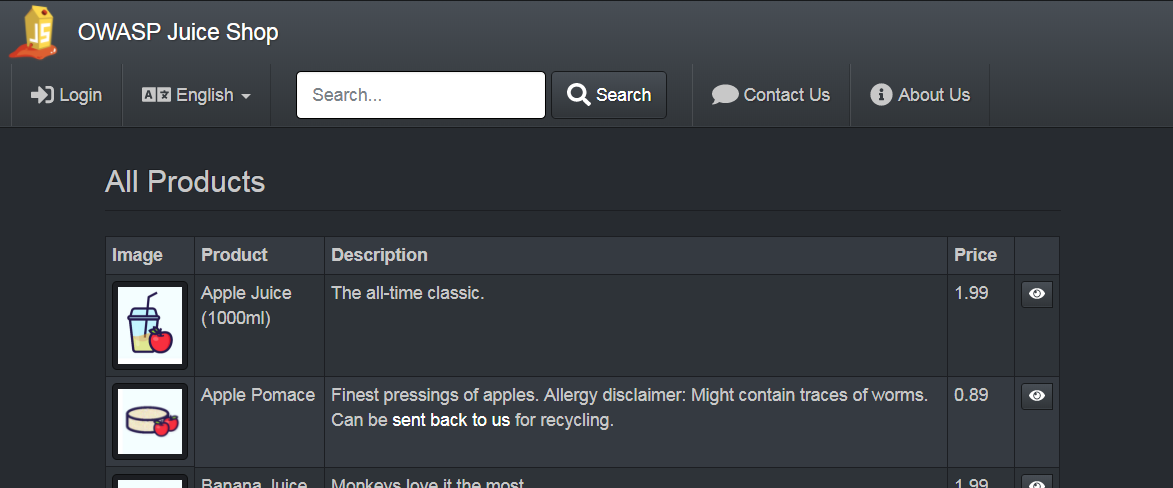 JS
OWASP Juice Shop
Login
English
Search...
Search
Contact Us
About Us
All Products
Image Product Description Price
Apple Juice (1000ml) The all-time classic. 1.99
Apple Pomace Finest pressings of apples. Allergy disclaimer: Might contain traces of worms. 0.89
Can be sent back to us for recycling.
Banana Juice Monkeys love it the most. 1.99